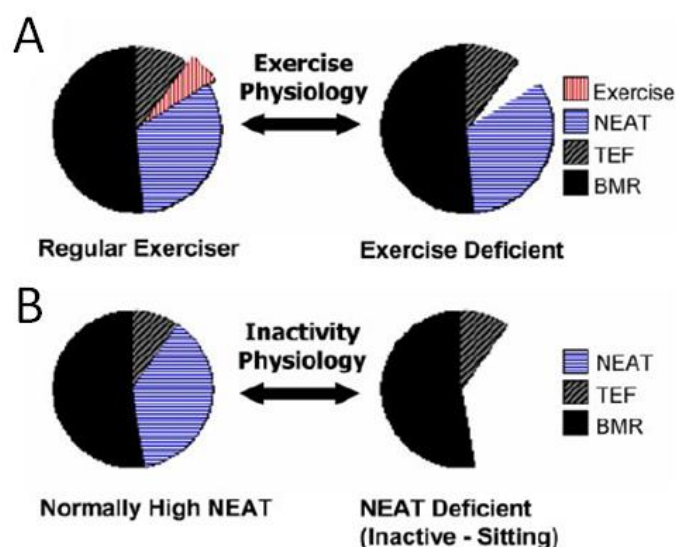 A
Exercise
Physiology
Exercise
NEAT
TEF
BMR
Regular Exerciser
Exercise Deficient
B
Inactivity
Physiology
NEAT
TEF
BMR
Normally High NEAT
NEAT Deficient
(Inactive - Sitting)